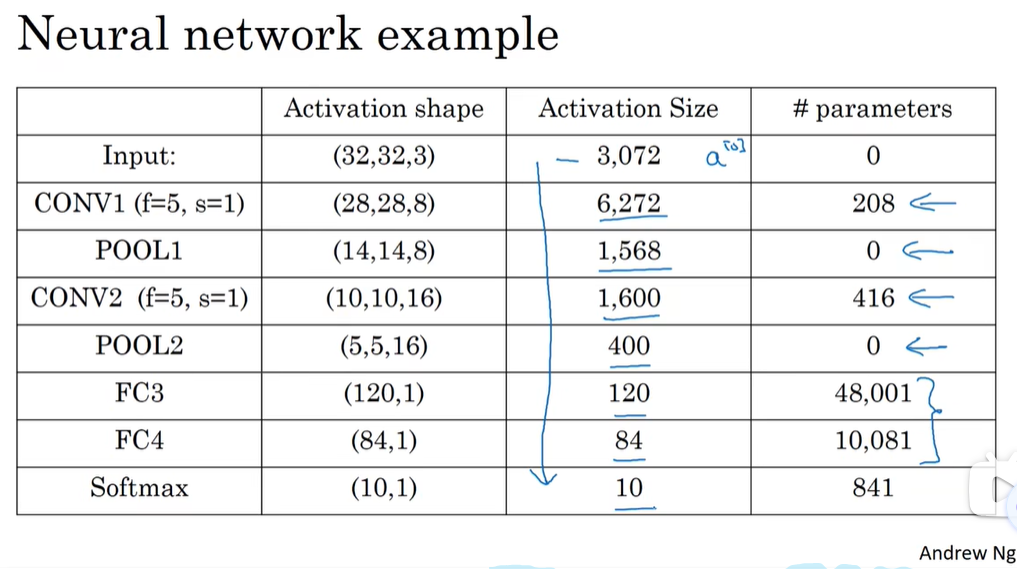 Neural network example
Activation shape Activation Size # parameters
Input: (32,32,3) — 3,072 a[0] 0
CONV1 (f=5, s=1) (28,28,8) 6,272 208 ←
POOL1 (14,14,8) 1,568 0 ←
CONV2 (f=5, s=1) (10,10,16) 1,600 416 ←
POOL2 (5,5,16) 400 0 ←
FC3 (120,1) 120 48,001 }
FC4 (84,1) 84 10,081
Softmax (10,1) 10 841
Andrew Ng